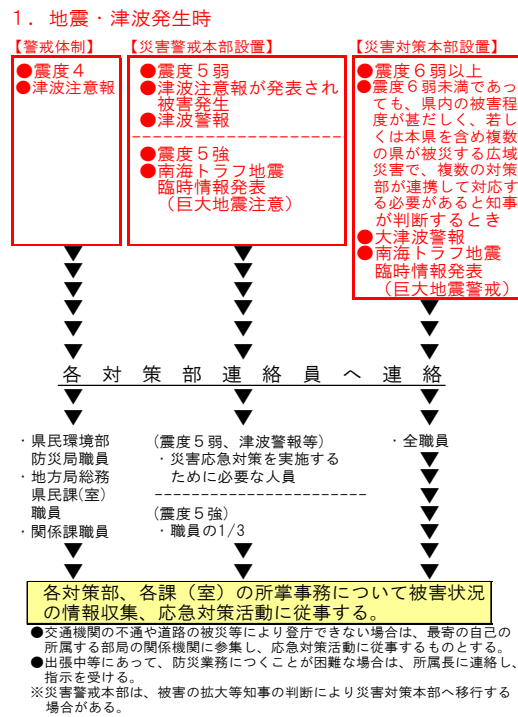 １．地震・津波発生時
【警戒体制】
●震度４
●津波注意報
【災害警戒本部設置】
●震度５弱
●津波注意報が発表され
被害発生
●津波警報
●震度５強
●南海トラフ地震
臨時情報発表
（巨大地震注意）
【災害対策本部設置】
●震度６弱以上
●震度６弱未満であっ
ても、県内の被害程
度が甚だしく、若し
くは本県を含め複数
の県が被災する広域
災害で、複数の対策
部が連携して対応す
る必要があると知事
が判断するとき
●大津波警報
●南海トラフ地震
臨時情報発表
（巨大地震警戒）
各対策部連絡員へ連絡
・県民環境部
防災局職員
・地方局総務
県民課(室)
職員
・関係課職員
(震度５弱、津波警報等)
・災害応急対策を実施する
ために必要な人員
(震度５強)
・職員の1/3
・全職員
各対策部、各課（室）の所掌事務について被害状況
の情報収集、応急対策活動に従事する。
●交通機関の不通や道路の被災等により登庁できない場合は、最寄の自己の
所属する部局の関係機関に参集し、応急対策活動に従事するものとする。
●出張中等にあって、防災業務につくことが困難な場合は、所属長に連絡し、
指示を受ける。
※災害警戒本部は、被害の拡大等知事の判断により災害対策本部へ移行する
場合がある。